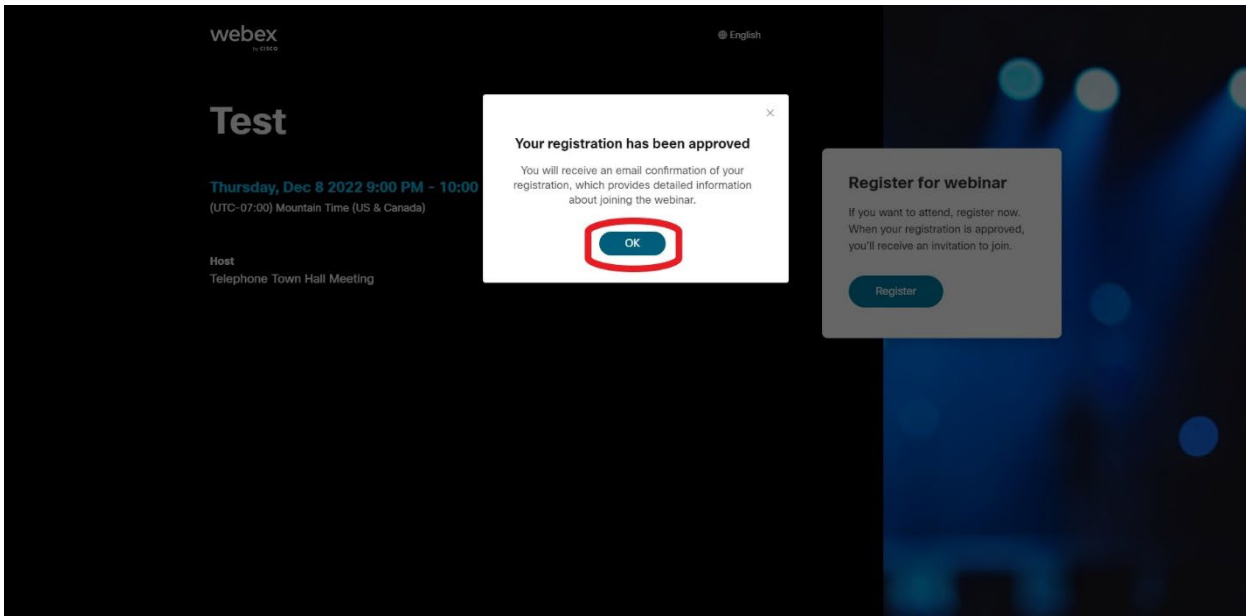 webex
by CISCO
English
Test
Thursday, Dec 8 2022 9:00 PM - 10:00
(UTC-07:00) Mountain Time (US & Canada)
Host
Telephone Town Hall Meeting
Your registration has been approved
You will receive an email confirmation of your
registration, which provides detailed information
about joining the webinar.
OK
Register for webinar
If you want to attend, register now.
When your registration is approved,
you'll receive an invitation to join.
Register